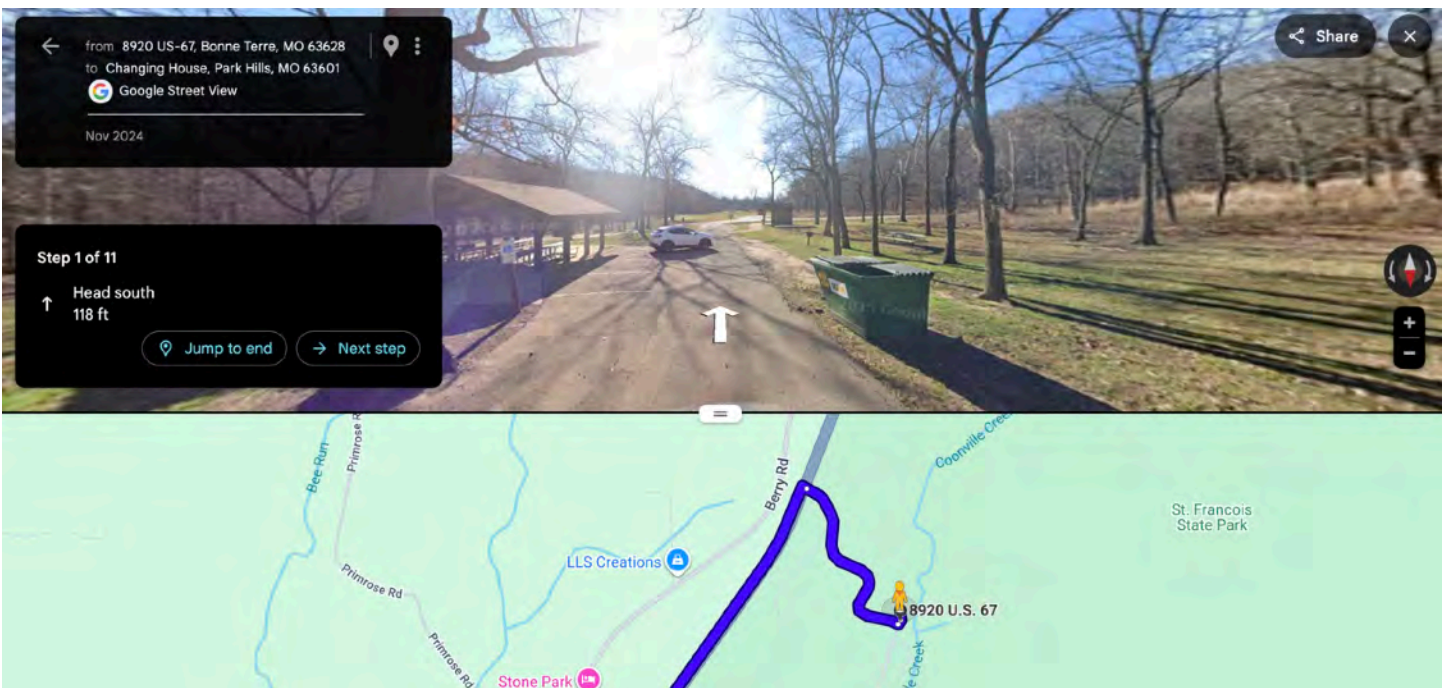 from 8920 US-67, Bonne Terre, MO 63628
to Changing House, Park Hills, MO 63601
Google Street View
Nov 2024
Share
Step 1 of 11
Head south
118 ft
Jump to end
Next step
Primrose R
Bee Run
Berry Rd
Coonville Cree
St. Francois
State Park
LLS Creations
Primrose Rd
8920 U.S. 67
Primrose Rd
Stone Park
le Creek